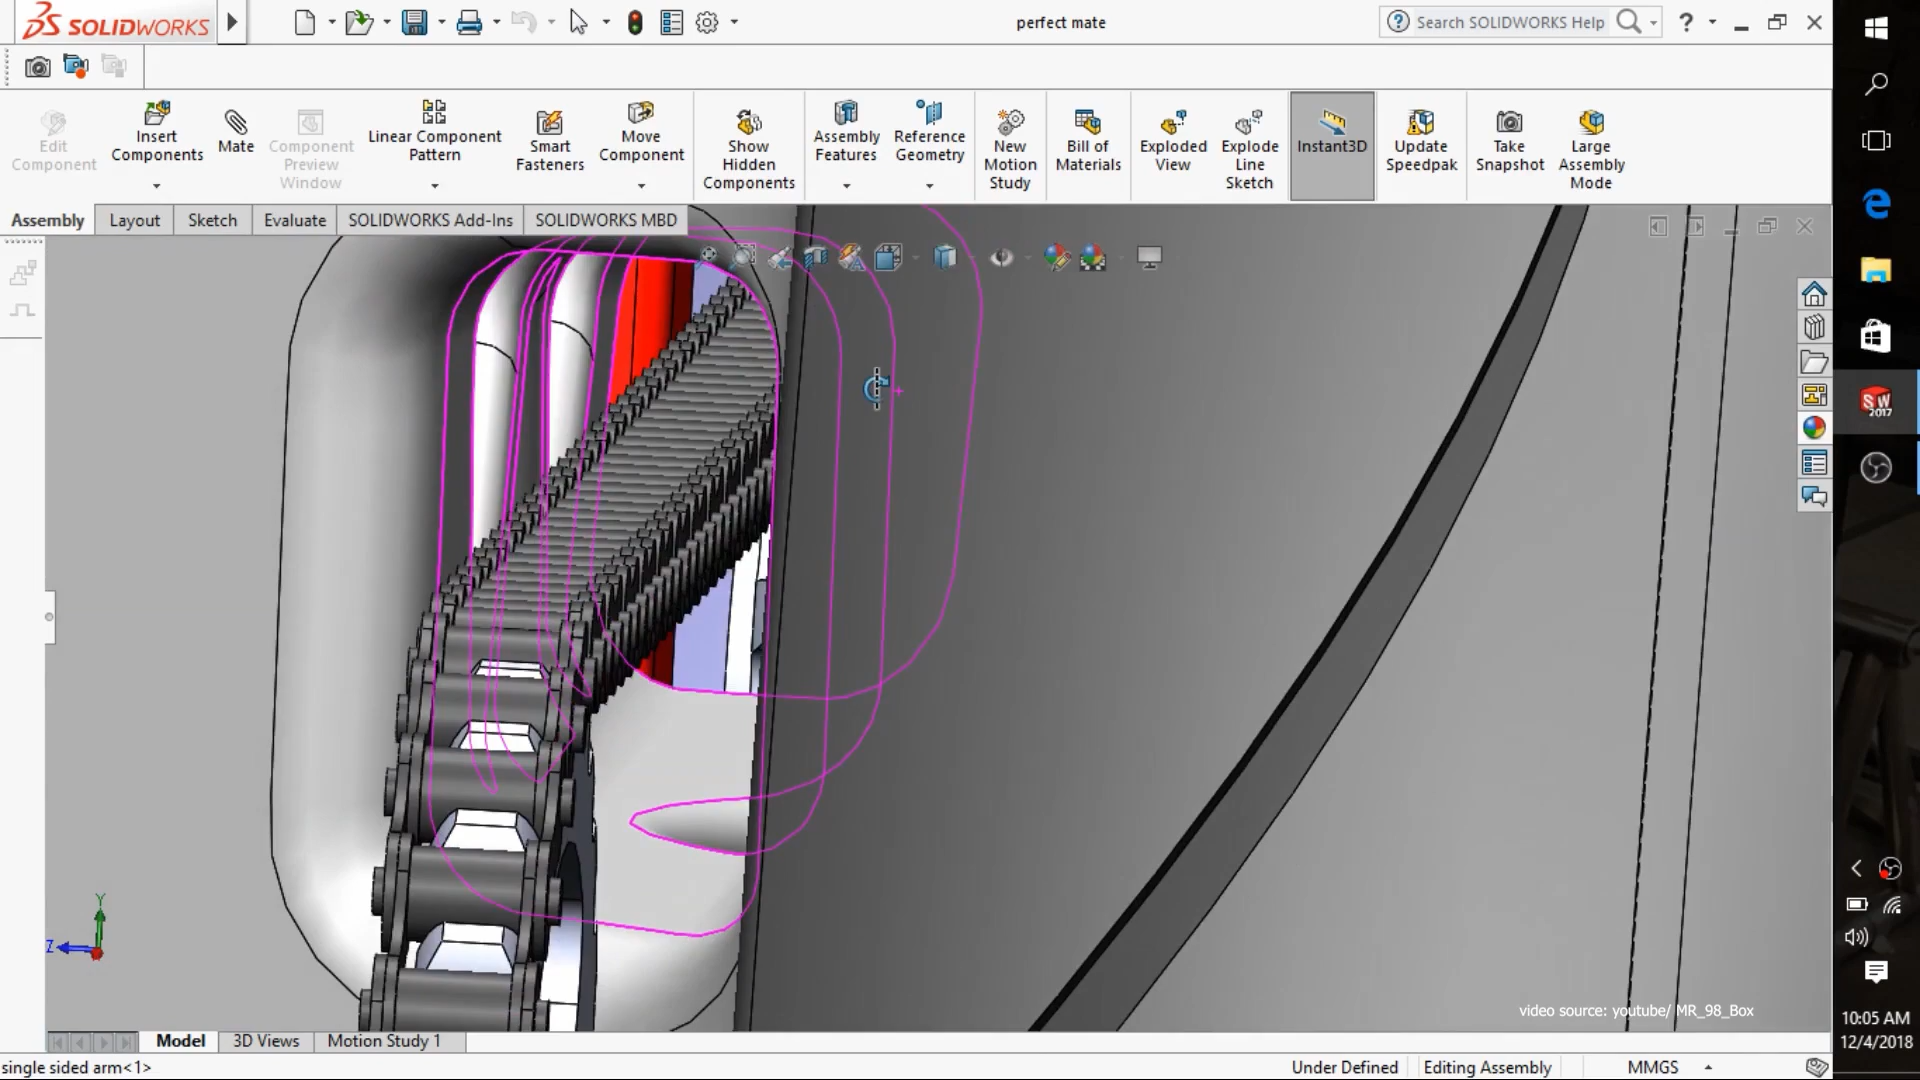 SOLIDWORKS
perfect mate
Search SOLIDWORKS Help
?
Edit Component
Insert Components
Mate
Component Preview Window
Linear Component Pattern
Smart Fasteners
Move Component
Show Hidden Components
Assembly Features
Reference Geometry
New Motion Study
Bill of Materials
Exploded View
Explode Line Sketch
Instant3D
Update Speedpak
Take Snapshot
Large Assembly Mode
Assembly
Layout
Sketch
Evaluate
SOLIDWORKS Add-Ins
SOLIDWORKS MBD
SW
2017
Y
Z
video source: youtube/ MR_98_Box
10:05 AM
12/4/2018
Model
3D Views
Motion Study 1
single sided arm<1>
Under Defined
Editing Assembly
MMGS